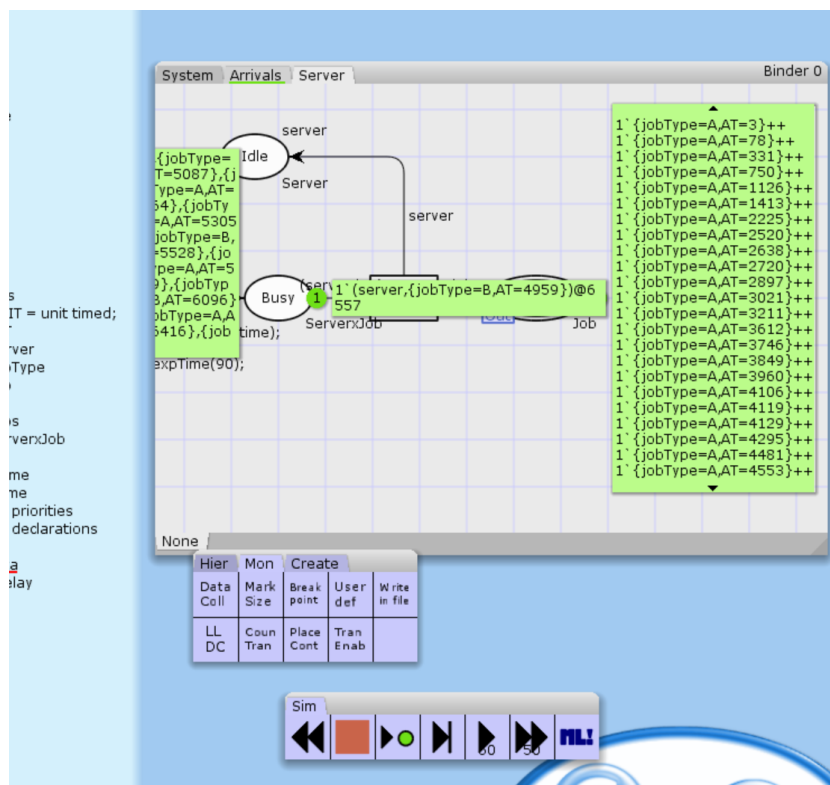 System Arrivals Server Binder 0
server
Idle
Server
server
{jobType=
T=5087},{j
Type=A,AT=
64},{jobTy
=A,AT=5305
jobType=B,
=5528},{jo
pe=A,AT=5
9},{jobTyp
B,AT=6096}
obType=A,A
6416},{job
Busy
1
(serv
1`(server,{jobType=B,AT=4959})@6
557
ServerxJob
Out
Job
time);
expTime(90);
1`{jobType=A,AT=3}++
1`{jobType=A,AT=78}++
1`{jobType=A,AT=331}++
1`{jobType=A,AT=750}++
1`{jobType=A,AT=1126}++
1`{jobType=A,AT=1413}++
1`{jobType=A,AT=2225}++
1`{jobType=A,AT=2520}++
1`{jobType=A,AT=2638}++
1`{jobType=A,AT=2720}++
1`{jobType=A,AT=2897}++
1`{jobType=A,AT=3021}++
1`{jobType=A,AT=3211}++
1`{jobType=A,AT=3612}++
1`{jobType=A,AT=3746}++
1`{jobType=A,AT=3849}++
1`{jobType=A,AT=3960}++
1`{jobType=A,AT=4106}++
1`{jobType=A,AT=4119}++
1`{jobType=A,AT=4129}++
1`{jobType=A,AT=4295}++
1`{jobType=A,AT=4481}++
1`{jobType=A,AT=4553}++
s
IT = unit timed;
rver
oType
os
rverxJob
me
me
priorities
declarations
a
elay
None
Hier Mon Create
Data Coll
Mark Size
Break point
User def
Write in file
LL DC
Coun Tran
Place Cont
Tran Enab
Sim
50
50
ML!